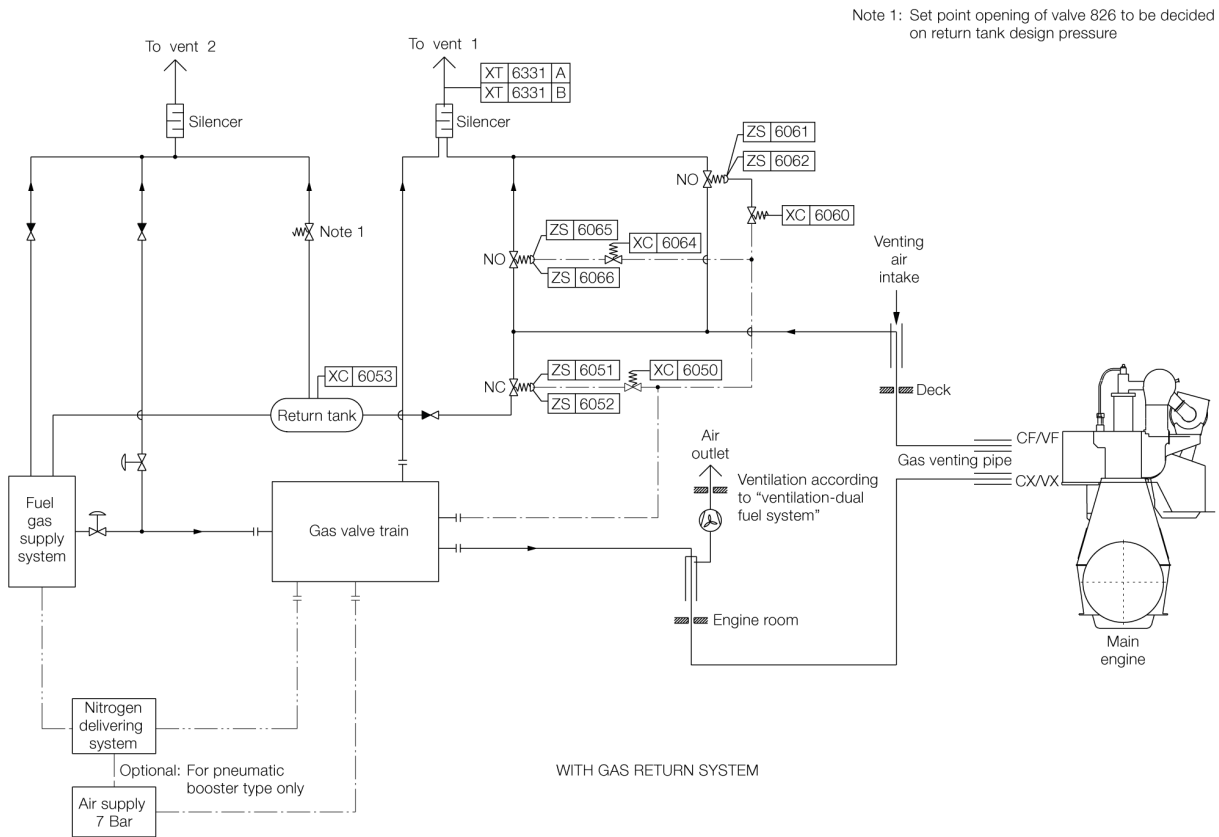 Note 1: Set point opening of valve 826 to be decided
on return tank design pressure
To vent 2
To vent 1
XT 6331 A
XT 6331 B
Silencer
Silencer
ZS 6061
ZS 6062
NO
XC 6060
Note 1
ZS 6065
XC 6064
NO
ZS 6066
Venting
air
intake
XC 6053
ZS 6051
XC 6050
NC
ZS 6052
Return tank
Deck
Air
outlet
CF/VF
Gas venting pipe
CX/VX
Ventilation according
to “ventilation-dual
fuel system”
Fuel
gas
supply
system
Gas valve train
Engine room
Main
engine
Nitrogen
delivering
system
Optional: For pneumatic
booster type only
WITH GAS RETURN SYSTEM
Air supply
7 Bar